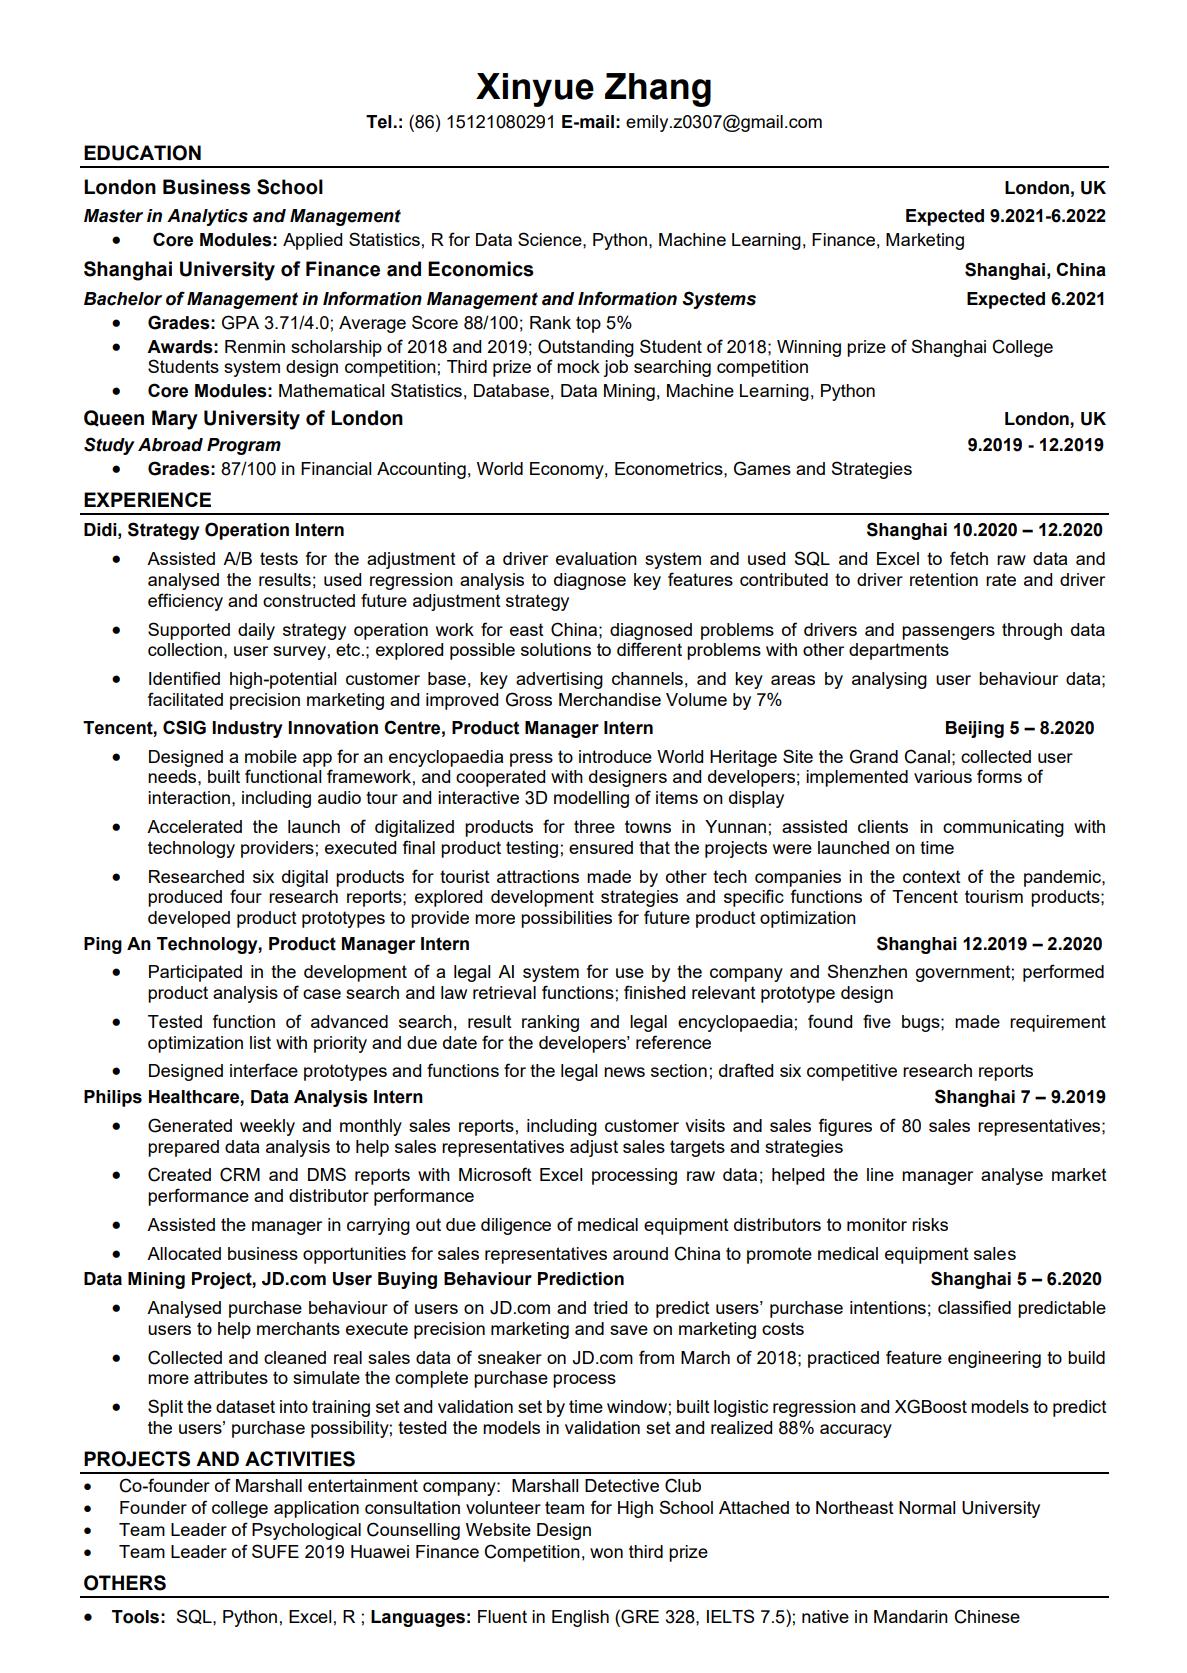 Xinyue Zhang
Tel.: (86) 15121080291 E-mail: emily.z0307@gmail.com
EDUCATION
London Business School London, UK
Master in Analytics and Management Expected 9.2021-6.2022
• Core Modules: Applied Statistics, R for Data Science, Python, Machine Learning, Finance, Marketing
Shanghai University of Finance and Economics Shanghai, China
Bachelor of Management in Information Management and Information Systems Expected 6.2021
• Grades: GPA 3.71/4.0; Average Score 88/100; Rank top 5%
• Awards: Renmin scholarship of 2018 and 2019; Outstanding Student of 2018; Winning prize of Shanghai College
Students system design competition; Third prize of mock job searching competition
• Core Modules: Mathematical Statistics, Database, Data Mining, Machine Learning, Python
Queen Mary University of London London, UK
Study Abroad Program 9.2019 - 12.2019
• Grades: 87/100 in Financial Accounting, World Economy, Econometrics, Games and Strategies
EXPERIENCE
Didi, Strategy Operation Intern Shanghai 10.2020 – 12.2020
• Assisted A/B tests for the adjustment of a driver evaluation system and used SQL and Excel to fetch raw data and
analysed the results; used regression analysis to diagnose key features contributed to driver retention rate and driver
efficiency and constructed future adjustment strategy
• Supported daily strategy operation work for east China; diagnosed problems of drivers and passengers through data
collection, user survey, etc.; explored possible solutions to different problems with other departments
• Identified high-potential customer base, key advertising channels, and key areas by analysing user behaviour data;
facilitated precision marketing and improved Gross Merchandise Volume by 7%
Tencent, CSIG Industry Innovation Centre, Product Manager Intern Beijing 5 – 8.2020
• Designed a mobile app for an encyclopaedia press to introduce World Heritage Site the Grand Canal; collected user
needs, built functional framework, and cooperated with designers and developers; implemented various forms of
interaction, including audio tour and interactive 3D modelling of items on display
• Accelerated the launch of digitalized products for three towns in Yunnan; assisted clients in communicating with
technology providers; executed final product testing; ensured that the projects were launched on time
• Researched six digital products for tourist attractions made by other tech companies in the context of the pandemic,
produced four research reports; explored development strategies and specific functions of Tencent tourism products;
developed product prototypes to provide more possibilities for future product optimization
Ping An Technology, Product Manager Intern Shanghai 12.2019 – 2.2020
• Participated in the development of a legal AI system for use by the company and Shenzhen government; performed
product analysis of case search and law retrieval functions; finished relevant prototype design
• Tested function of advanced search, result ranking and legal encyclopaedia; found five bugs; made requirement
optimization list with priority and due date for the developers’ reference
• Designed interface prototypes and functions for the legal news section; drafted six competitive research reports
Philips Healthcare, Data Analysis Intern Shanghai 7 – 9.2019
• Generated weekly and monthly sales reports, including customer visits and sales figures of 80 sales representatives;
prepared data analysis to help sales representatives adjust sales targets and strategies
• Created CRM and DMS reports with Microsoft Excel processing raw data; helped the line manager analyse market
performance and distributor performance
• Assisted the manager in carrying out due diligence of medical equipment distributors to monitor risks
• Allocated business opportunities for sales representatives around China to promote medical equipment sales
Data Mining Project, JD.com User Buying Behaviour Prediction Shanghai 5 – 6.2020
• Analysed purchase behaviour of users on JD.com and tried to predict users’ purchase intentions; classified predictable
users to help merchants execute precision marketing and save on marketing costs
• Collected and cleaned real sales data of sneaker on JD.com from March of 2018; practiced feature engineering to build
more attributes to simulate the complete purchase process
• Split the dataset into training set and validation set by time window; built logistic regression and XGBoost models to predict
the users’ purchase possibility; tested the models in validation set and realized 88% accuracy
PROJECTS AND ACTIVITIES
• Co-founder of Marshall entertainment company: Marshall Detective Club
• Founder of college application consultation volunteer team for High School Attached to Northeast Normal University
• Team Leader of Psychological Counselling Website Design
• Team Leader of SUFE 2019 Huawei Finance Competition, won third prize
OTHERS
• Tools: SQL, Python, Excel, R ; Languages: Fluent in English (GRE 328, IELTS 7.5); native in Mandarin Chinese